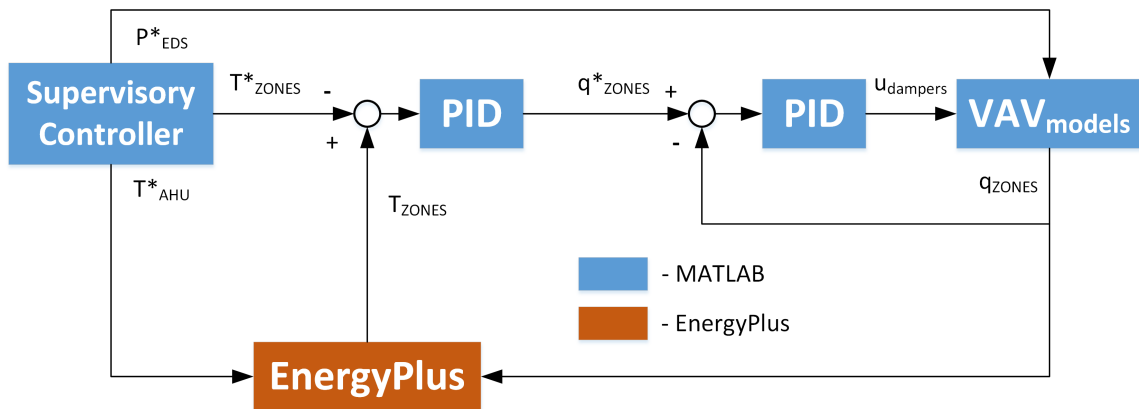 P*EDS
Supervisory
Controller
T*ZONES
-
+
PID
q*ZONES
+
-
PID
udampers
VAVmodels
T*AHU
TZONES
qZONES
- MATLAB
- EnergyPlus
EnergyPlus